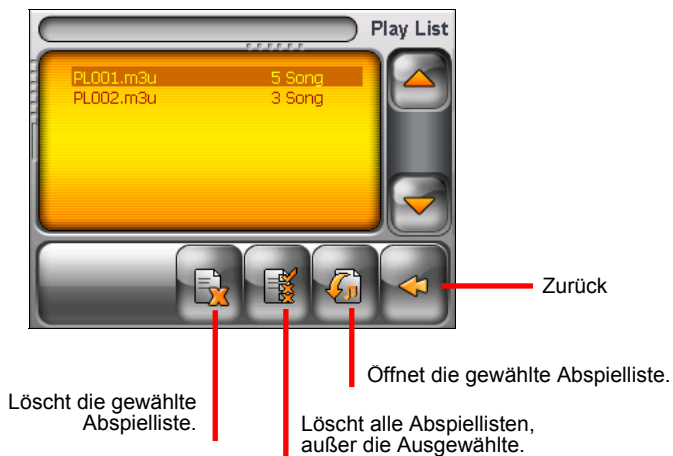 Play List
PL001.m3u 5 Song
PL002.m3u 3 Song
Zurück
Öffnet die gewählte Abspielliste.
Löscht die gewählte
Abspielliste.
Löscht alle Abspiellisten,
außer die Ausgewählte.